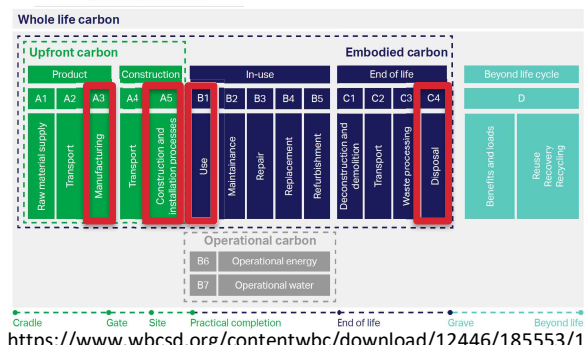 Whole life carbon
Upfront carbon
Embodied carbon
Product
Construction
In-use
End of life
Beyond life cycle
A1
A2
A3
A4
A5
B1
B2
B3
B4
B5
C1
C2
C3
C4
D
Raw material supply
Transport
Manufacturing
Transport
Construction and
installation processes
Use
Maintainance
Repair
Replacement
Refurbishment
Deconstruction and
demolition
Transport
Waste processing
Disposal
Benefits and loads
Reuse
Recovery
Recycling
Operational carbon
B6
Operational energy
B7
Operational water
Cradle
Gate
Site
Practical completion
End of life
Grave
Beyond life
https://www.wbcsd.org/contentwbc/download/12446/185553/1